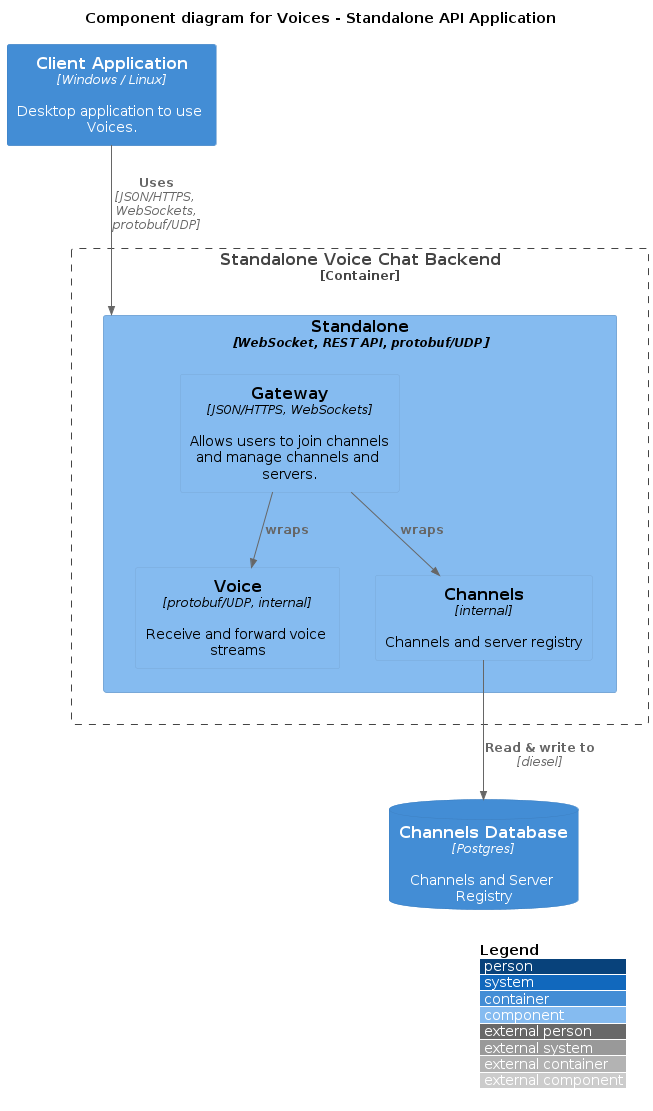 Component diagram for Voices - Standalone API Application
Client Application
[Windows / Linux]
Desktop application to use
Voices.
Uses
[JSON/HTTPS,
WebSockets,
protobuf/UDP]
Standalone Voice Chat Backend
[Container]
Standalone
[WebSocket, REST API, protobuf/UDP]
Gateway
[JSON/HTTPS, WebSockets]
Allows users to join channels
and manage channels and
servers.
wraps
wraps
Voice
[protobuf/UDP, internal]
Receive and forward voice
streams
Channels
[internal]
Channels and server registry
Read & write to
[diesel]
Channels Database
[Postgres]
Channels and Server
Registry
Legend
person
system
container
component
external person
external system
external container
external component